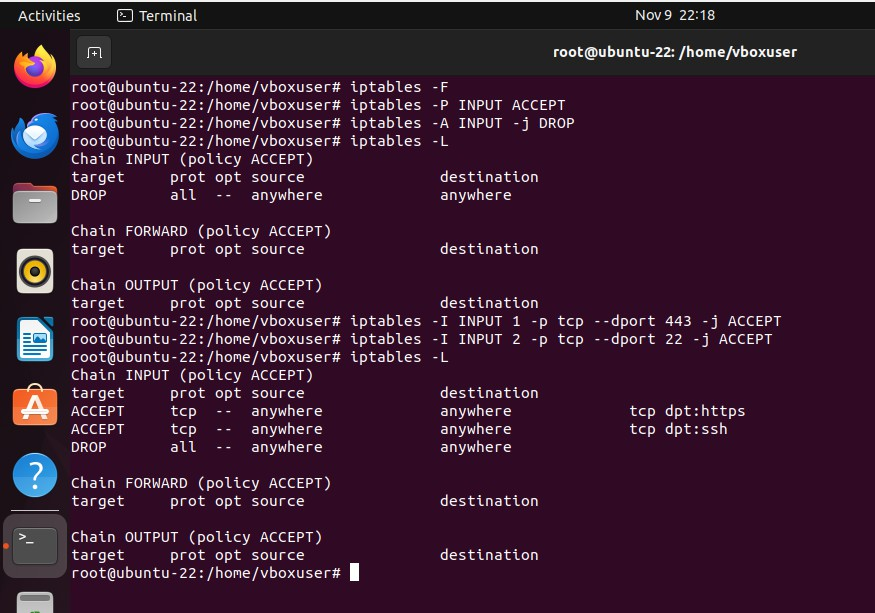 Activities Terminal Nov 9 22:18
root@ubuntu-22: /home/vboxuser
root@ubuntu-22:/home/vboxuser# iptables -F
root@ubuntu-22:/home/vboxuser# iptables -P INPUT ACCEPT
root@ubuntu-22:/home/vboxuser# iptables -A INPUT -j DROP
root@ubuntu-22:/home/vboxuser# iptables -L
Chain INPUT (policy ACCEPT)
target     prot opt source               destination
DROP       all  --  anywhere             anywhere

Chain FORWARD (policy ACCEPT)
target     prot opt source               destination

Chain OUTPUT (policy ACCEPT)
target     prot opt source               destination
root@ubuntu-22:/home/vboxuser# iptables -I INPUT 1 -p tcp --dport 443 -j ACCEPT
root@ubuntu-22:/home/vboxuser# iptables -I INPUT 2 -p tcp --dport 22 -j ACCEPT
root@ubuntu-22:/home/vboxuser# iptables -L
Chain INPUT (policy ACCEPT)
target     prot opt source               destination
ACCEPT     tcp  --  anywhere             anywhere             tcp dpt:https
ACCEPT     tcp  --  anywhere             anywhere             tcp dpt:ssh
DROP       all  --  anywhere             anywhere

Chain FORWARD (policy ACCEPT)
target     prot opt source               destination

Chain OUTPUT (policy ACCEPT)
target     prot opt source               destination
root@ubuntu-22:/home/vboxuser#